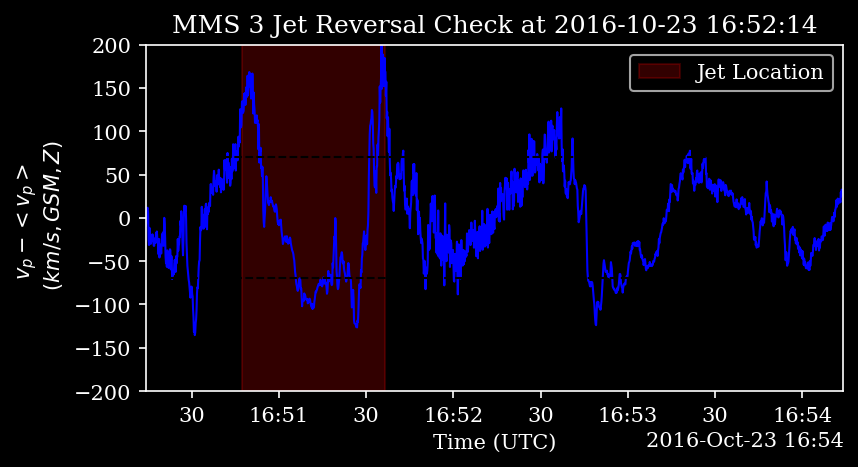 MMS 3 Jet Reversal Check at 2016-10-23 16:52:14
200
150
100
50
0
−50
−100
−150
−200
v_p − <v_p>
(km/s, GSM, Z)
Jet Location
30 16:51 30 16:52 30 16:53 30 16:54
Time (UTC)
2016-Oct-23 16:54